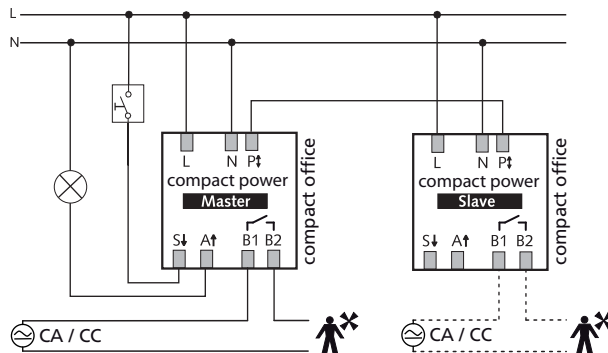 L
N
L N P↕
compact power
Master
S↓ A↑ B1 B2
compact office
CA / CC
L N P↕
compact power
Slave
S↓ A↑ B1 B2
compact office
CA / CC